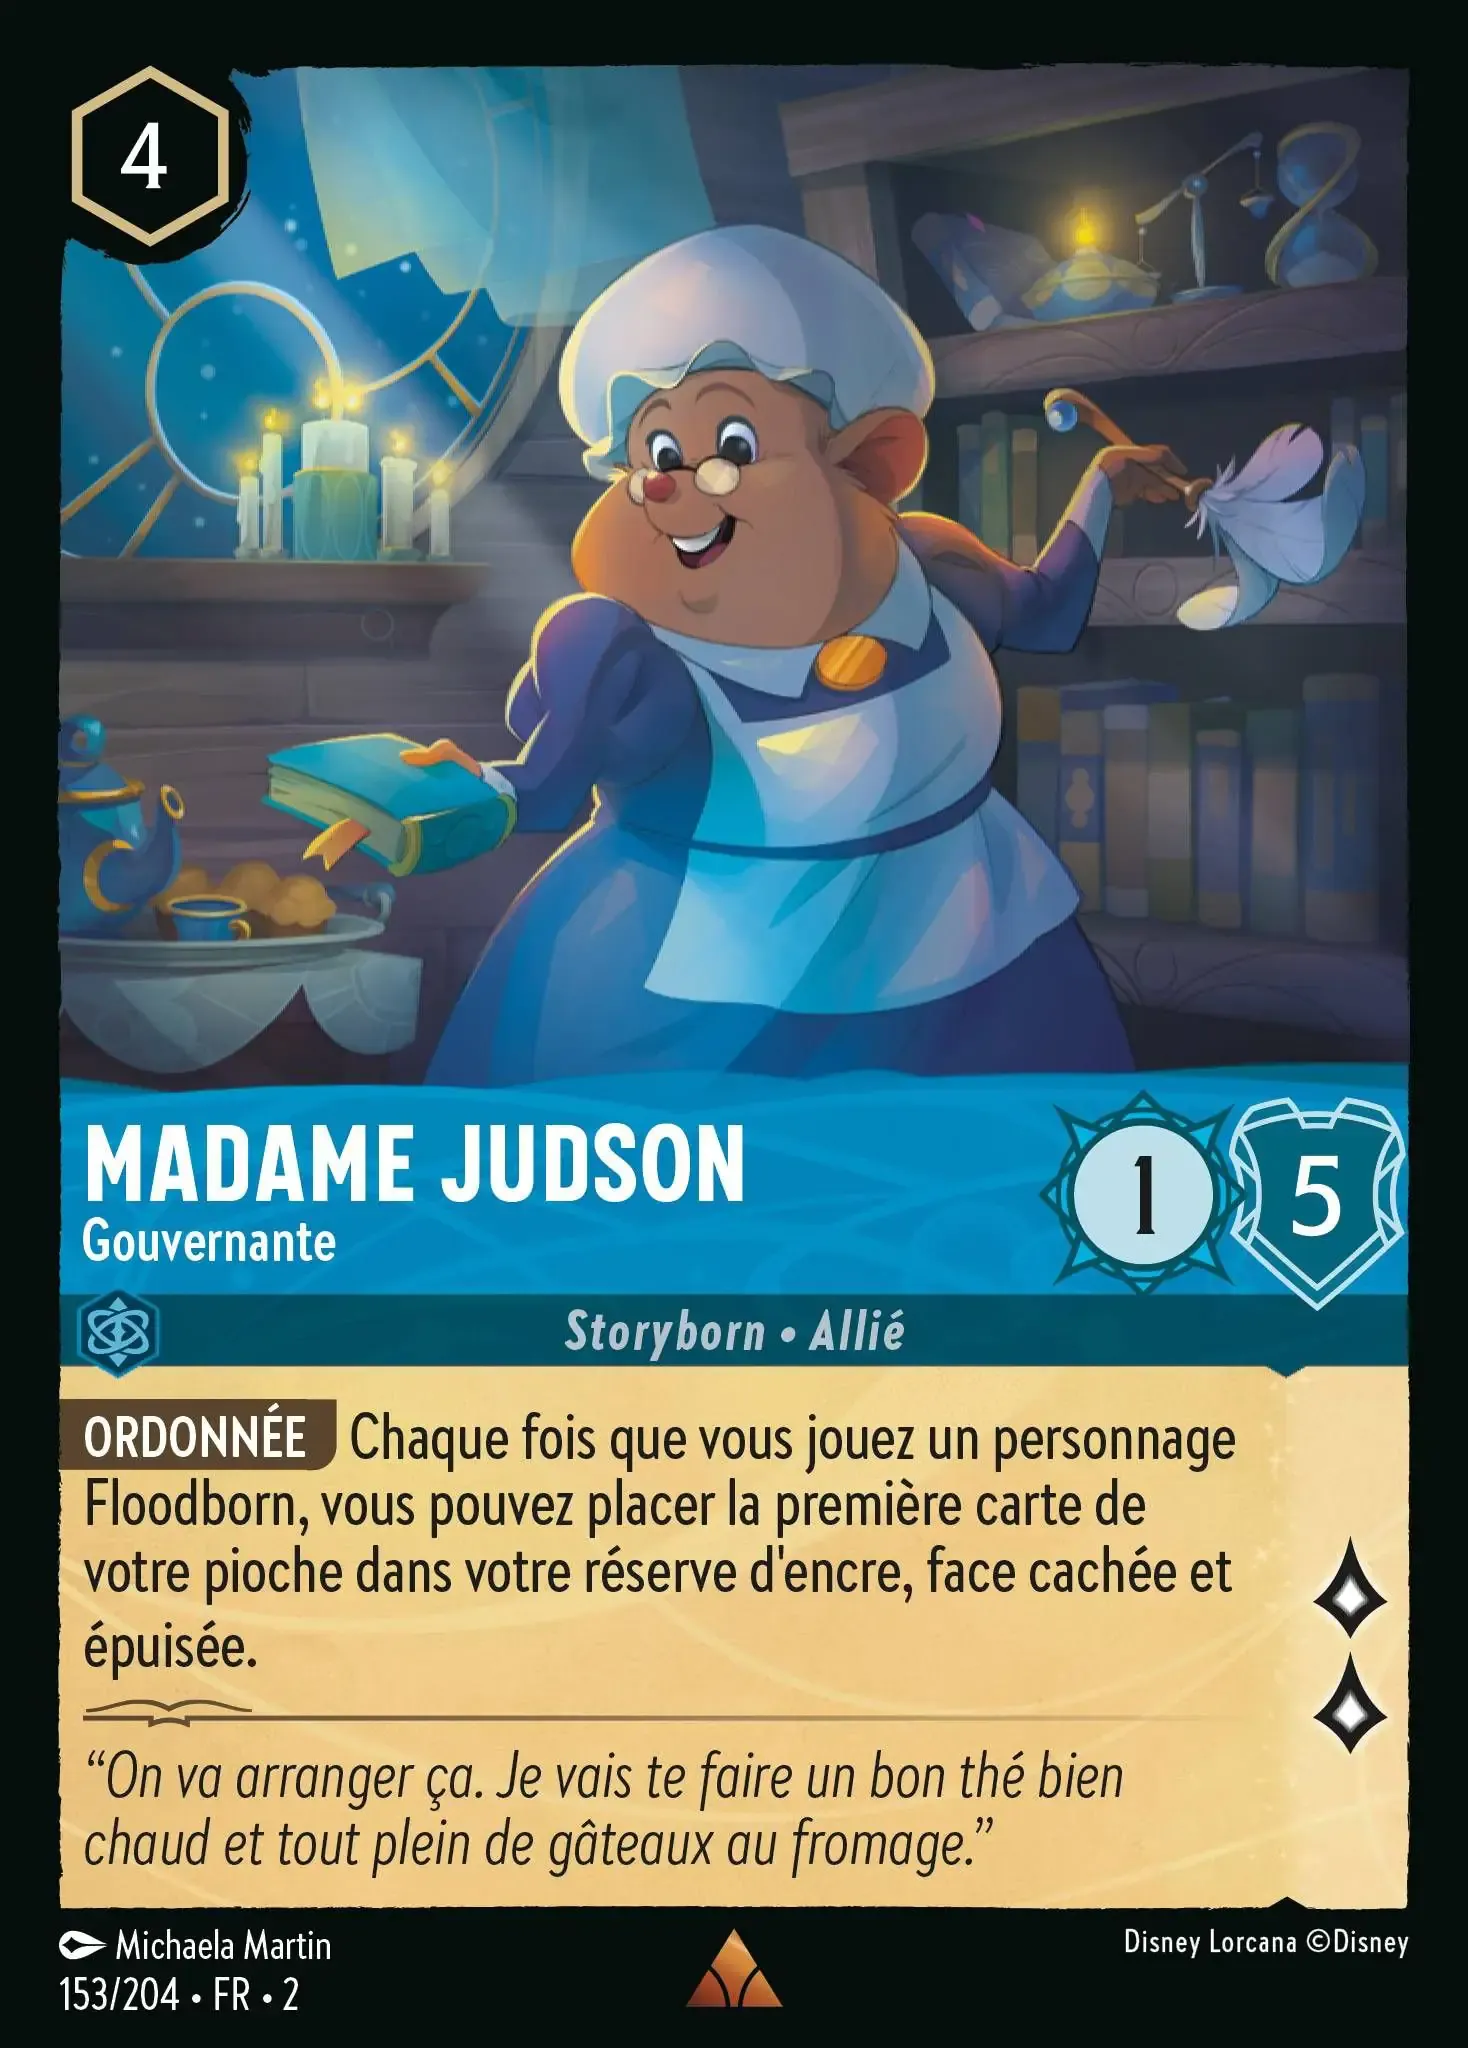 4
MADAME JUDSON
Gouvernante
1
5
Storyborn • Allié
ORDONNÉE Chaque fois que vous jouez un personnage
Floodborn, vous pouvez placer la première carte de
votre pioche dans votre réserve d'encre, face cachée et
épuisée.
“On va arranger ça. Je vais te faire un bon thé bien
chaud et tout plein de gâteaux au fromage.”
Michaela Martin
153/204 • FR • 2
Disney Lorcana ©Disney